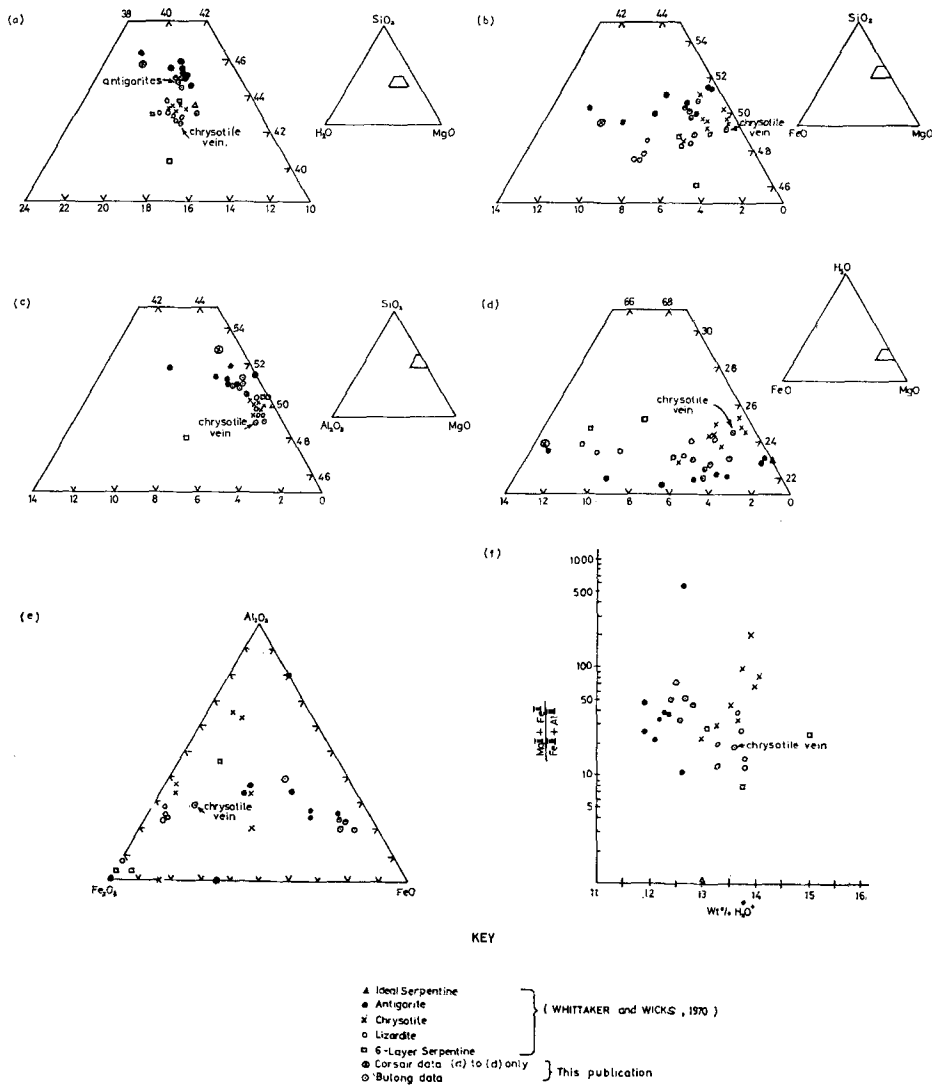 (a)
38 40 42
46
44
42
40
antigorites
chrysotile
vein.
24 22 20 18 16 14 12 10
SiO₂
H₂O MgO
(b)
42 44
54
52
50
48
46
chrysotile
vein
14 12 10 8 6 4 2 0
SiO₂
FeO MgO
(c)
42 44
54
52
50
48
46
chrysotile
vein
14 12 10 8 6 4 2 0
SiO₂
Al₂O₃ MgO
(d)
66 68
30
28
26
24
22
chrysotile
vein
14 12 10 8 6 4 2 0
H₂O
FeO MgO
(e)
Al₂O₃
chrysotile
vein
Fe₂O₃ FeO
(f)
1000
500
100
50
10
5
chrysotile vein
11 12 13 14 15 16
Wt% H₂O⁺
KEY
▲ Ideal Serpentine
● Antigorite
x Chrysotile
○ Lizardite
□ 6-Layer Serpentine
(WHITTAKER and WICKS, 1970)
Corsair data (a) to (d) only
Bulong data
This publication